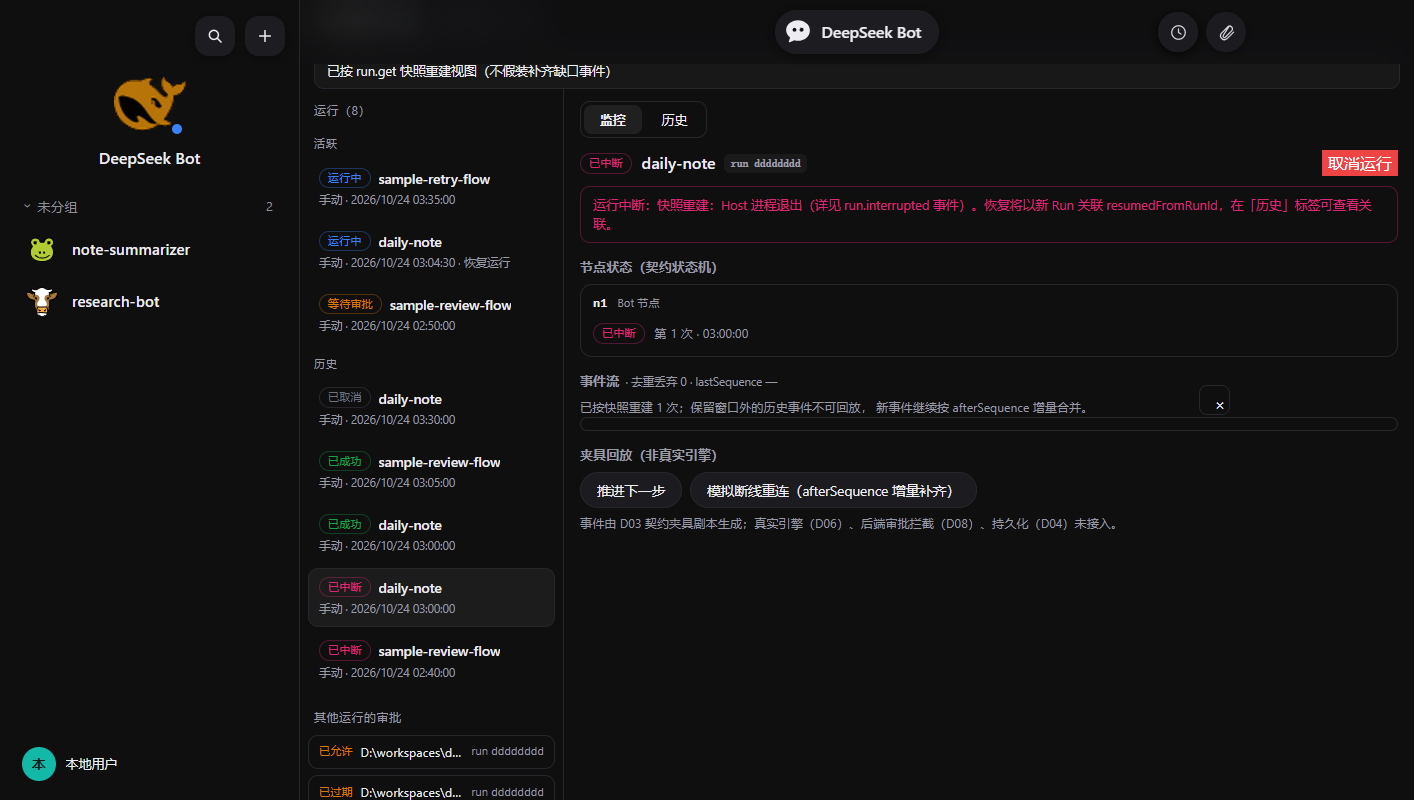 DeepSeek Bot
未分组
2
note-summarizer
research-bot
本
本地用户
DeepSeek Bot
已按 run.get 快照重建视图（不假装补齐缺口事件）
运行（8）
活跃
运行中 sample-retry-flow
手动 · 2026/10/24 03:35:00
运行中 daily-note
手动 · 2026/10/24 03:04:30 · 恢复运行
等待审批 sample-review-flow
手动 · 2026/10/24 02:50:00
历史
已取消 daily-note
手动 · 2026/10/24 03:30:00
已成功 sample-review-flow
手动 · 2026/10/24 03:05:00
已成功 daily-note
手动 · 2026/10/24 03:00:00
已中断 daily-note
手动 · 2026/10/24 03:00:00
已中断 sample-review-flow
手动 · 2026/10/24 02:40:00
其他运行的审批
已允许 D:\workspaces\d... run dddddddd
已过期 D:\workspaces\d... run dddddddd
监控 历史
已中断 daily-note run dddddddd
取消运行
运行中断：快照重建：Host 进程退出（详见 run.interrupted 事件）。恢复将以新 Run 关联 resumedFromRunId，在「历史」标签可查看关
联。
节点状态（契约状态机）
n1 Bot 节点
已中断 第 1 次 · 03:00:00
事件流 · 去重丢弃 0 · lastSequence —
已按快照重建 1 次；保留窗口外的历史事件不可回放， 新事件继续按 afterSequence 增量合并。
×
夹具回放（非真实引擎）
推进下一步 模拟断线重连（afterSequence 增量补齐）
事件由 D03 契约夹具剧本生成；真实引擎（D06）、后端审批拦截（D08）、持久化（D04）未接入。